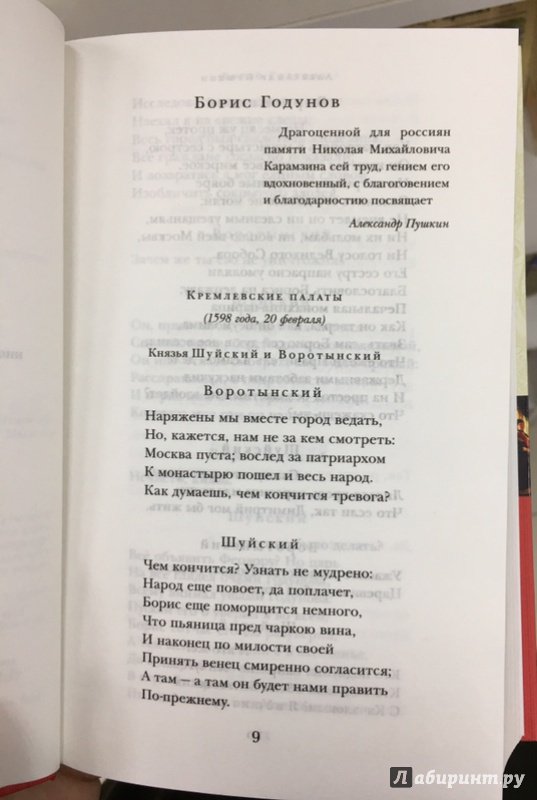 Борис Годунов
Драгоценной для россиян
памяти Николая Михайловича
Карамзина сей труд, гением его
вдохновенный, с благоговением
и благодарностию посвящает
Александр Пушкин
Кремлевские палаты
(1598 года, 20 февраля)
Князья Шуйский и Воротынский
Воротынский
Наряжены мы вместе город ведать,
Но, кажется, нам не за кем смотреть:
Москва пуста; вослед за патриархом
К монастырю пошел и весь народ.
Как думаешь, чем кончится тревога?
Шуйский
Чем кончится? Узнать не мудрено:
Народ еще повоет, да поплачет,
Борис еще поморщится немного,
Что пьяница пред чаркою вина,
И наконец по милости своей
Принять венец смиренно согласится;
А там — а там он будет нами править
По-прежнему.
9
Лабиринт.ру